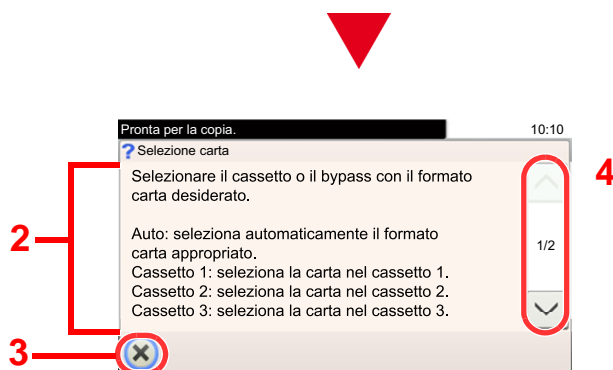 Pronta per la copia.
10:10
? Selezione carta
Selezionare il cassetto o il bypass con il formato
carta desiderato.
Auto: seleziona automaticamente il formato
carta appropriato.
Cassetto 1: seleziona la carta nel cassetto 1.
Cassetto 2: seleziona la carta nel cassetto 2.
Cassetto 3: seleziona la carta nel cassetto 3.
1/2
2
3
4